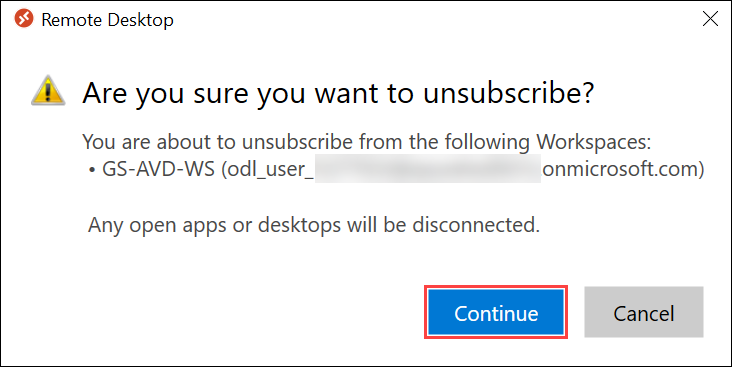 Remote Desktop
Are you sure you want to unsubscribe?
You are about to unsubscribe from the following Workspaces:
• GS-AVD-WS (odl_user_ onmicrosoft.com)
Any open apps or desktops will be disconnected.
Continue Cancel